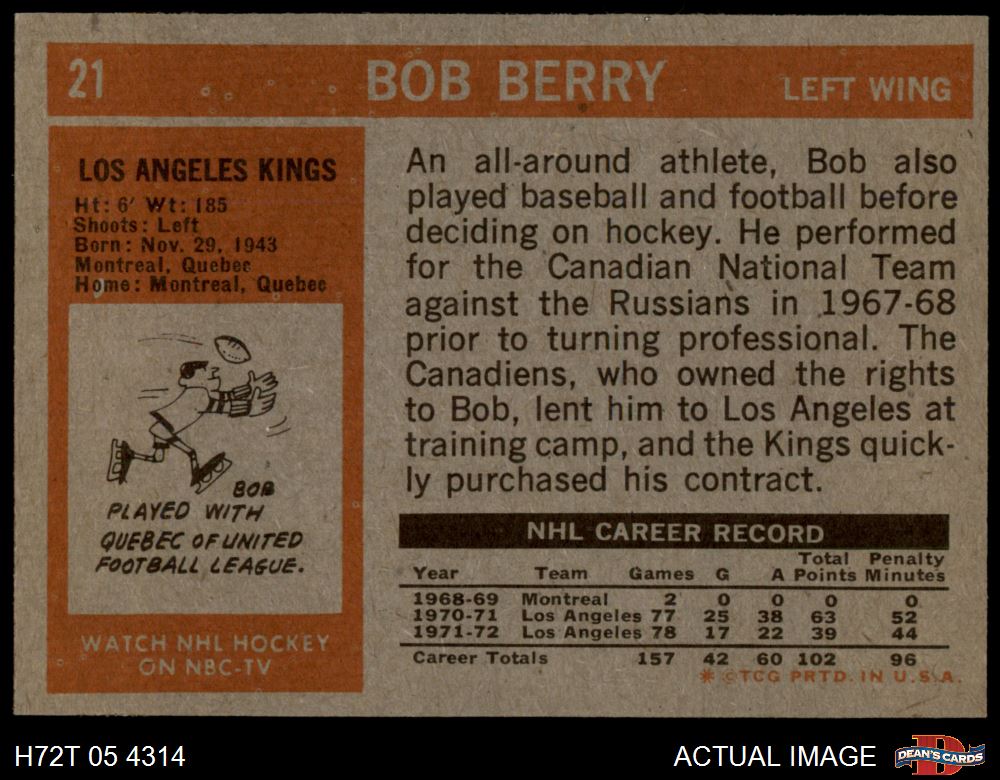 21 BOB BERRY LEFT WING
LOS ANGELES KINGS
Ht: 6' Wt: 185
Shoots: Left
Born: Nov. 29, 1943
Montreal, Quebec
Home: Montreal, Quebec
BOB
PLAYED WITH
QUEBEC OF UNITED
FOOTBALL LEAGUE.
WATCH NHL HOCKEY
ON NBC-TV
An all-around athlete, Bob also
played baseball and football before
deciding on hockey. He performed
for the Canadian National Team
against the Russians in 1967-68
prior to turning professional. The
Canadiens, who owned the rights
to Bob, lent him to Los Angeles at
training camp, and the Kings quick-
ly purchased his contract.
NHL CAREER RECORD
Total Penalty
Year Team Games G A Points Minutes
1968-69 Montreal 2 0 0 0 0
1970-71 Los Angeles 77 25 38 63 52
1971-72 Los Angeles 78 17 22 39 44
Career Totals 157 42 60 102 96
* ©TCG PRTD. IN U.S.A.
H72T 05 4314 ACTUAL IMAGE DEAN'S CARDS